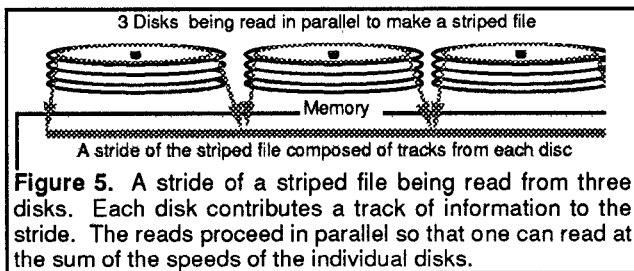 3 Disks being read in parallel to make a striped file
Memory
A stride of the striped file composed of tracks from each disc
Figure 5. A stride of a striped file being read from three
disks. Each disk contributes a track of information to the
stride. The reads proceed in parallel so that one can read at
the sum of the speeds of the individual disks.